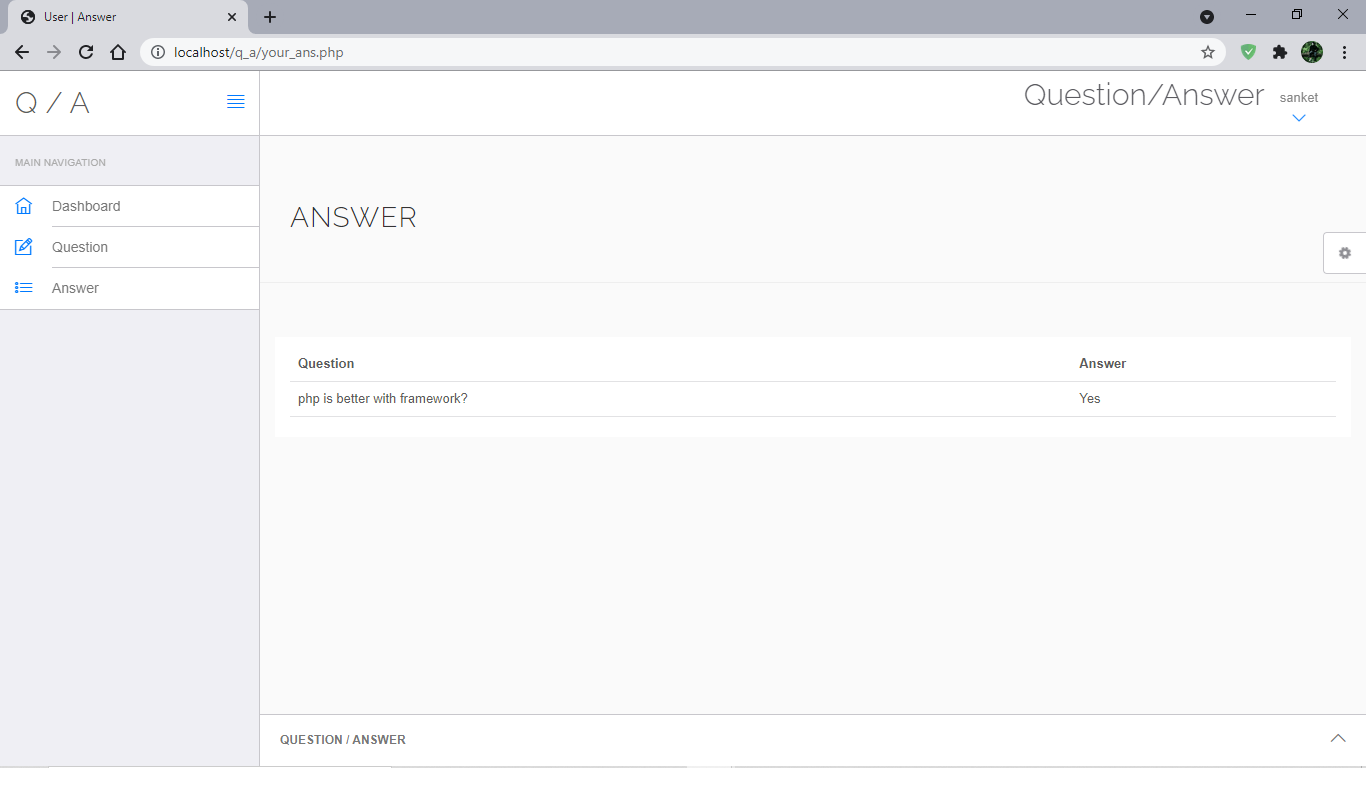 User | Answer
localhost/q_a/your_ans.php
Q / A
Question/Answer
sanket
MAIN NAVIGATION
Dashboard
Question
Answer
ANSWER
Question Answer
php is better with framework? Yes
QUESTION / ANSWER